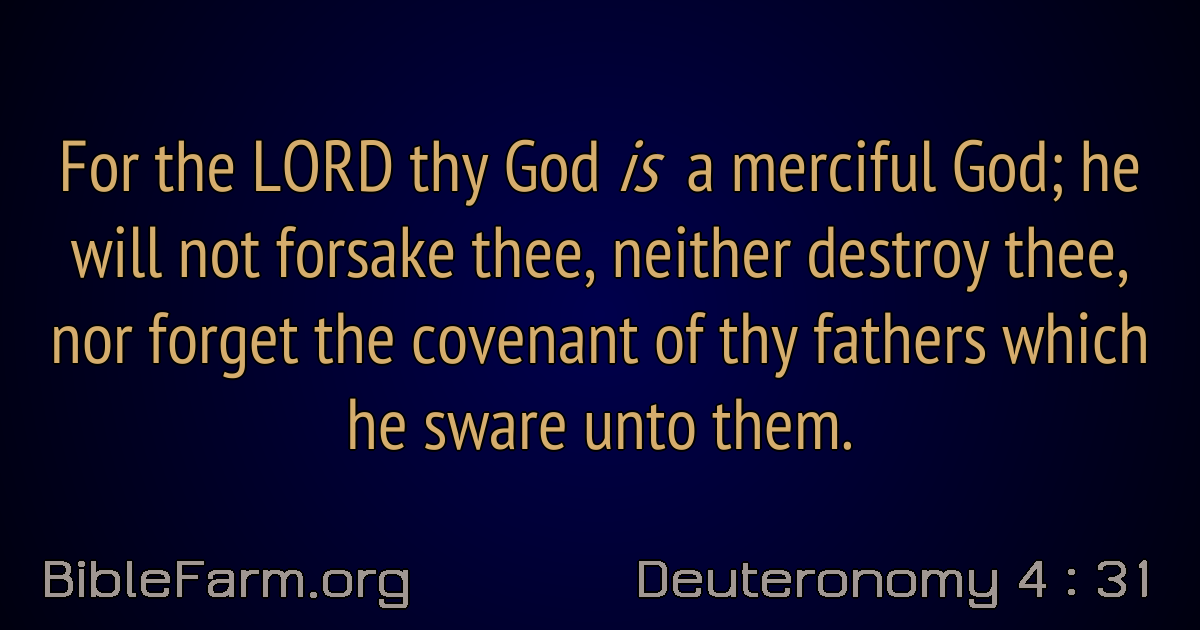 For the LORD thy God is a merciful God; he
will not forsake thee, neither destroy thee,
nor forget the covenant of thy fathers which
he sware unto them.
BibleFarm.org
Deuteronomy 4 : 31